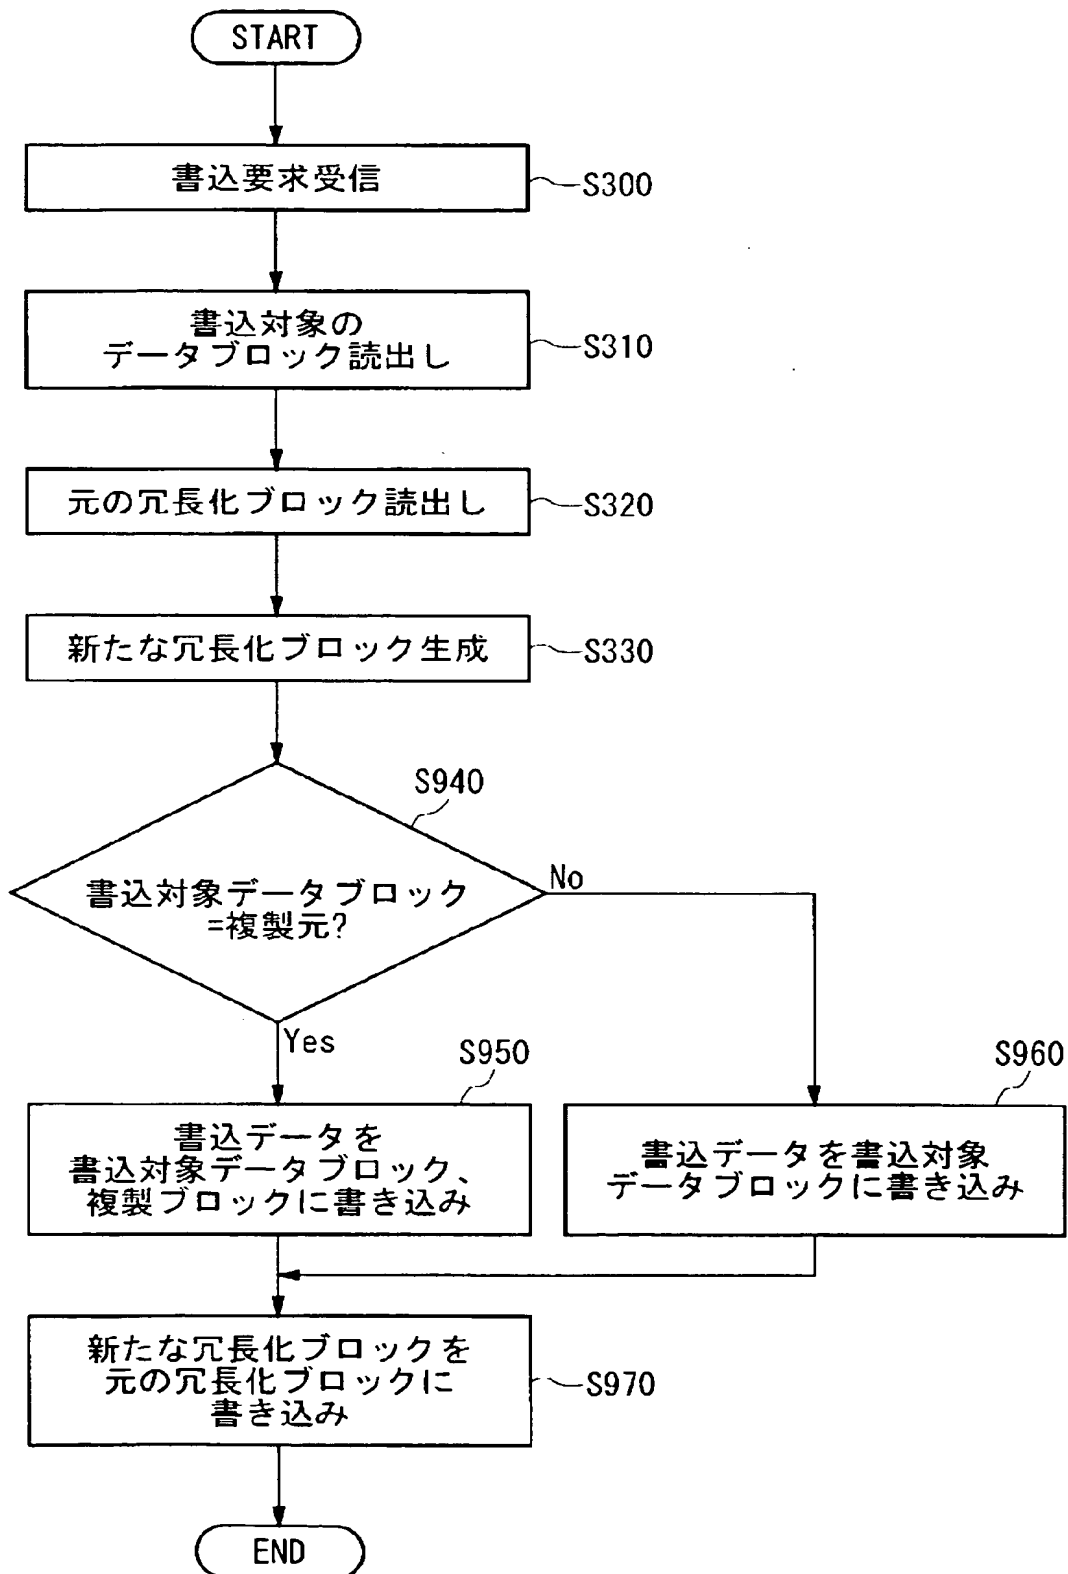 START
書込要求受信
S300
書込対象の
データブロック読出し
S310
元の冗長化ブロック読出し
S320
新たな冗長化ブロック生成
S330
S940
書込対象データブロック
=複製元?
No
Yes
S950
書込データを
書込対象データブロック、
複製ブロックに書き込み
S960
書込データを書込対象
データブロックに書き込み
新たな冗長化ブロックを
元の冗長化ブロックに
書き込み
S970
END